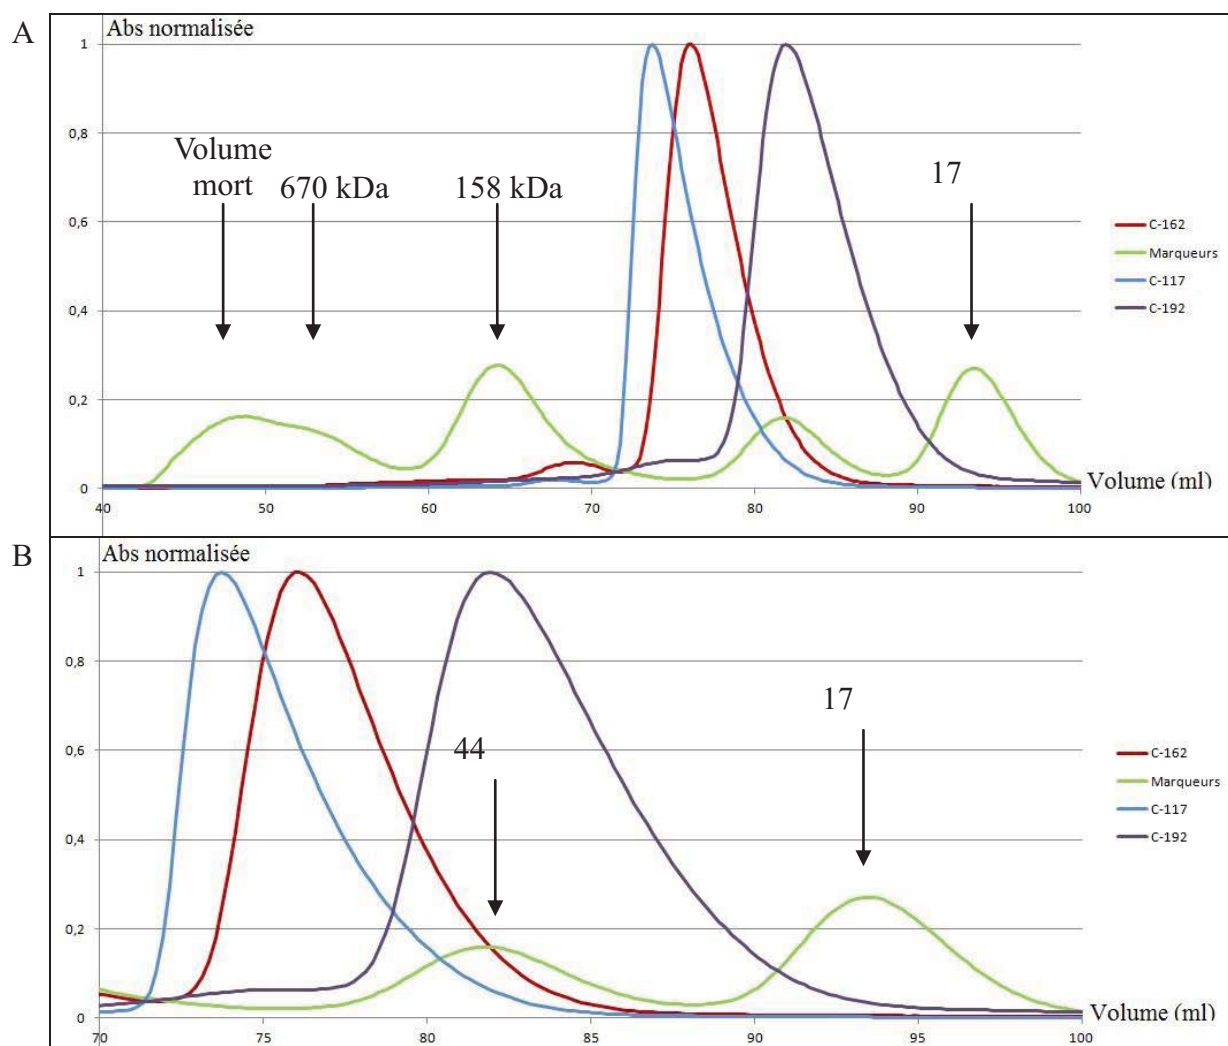 A
Abs normalisée
1
0,8
0,6
0,4
0,2
0
Volume
mort
670 kDa
158 kDa
17
C-162
Marqueurs
C-117
C-192
40
50
60
70
80
90
100
Volume (ml)
B
Abs normalisée
1
0,8
0,6
0,4
0,2
0
44
17
C-162
Marqueurs
C-117
C-192
70
75
80
85
90
95
100
Volume (ml)